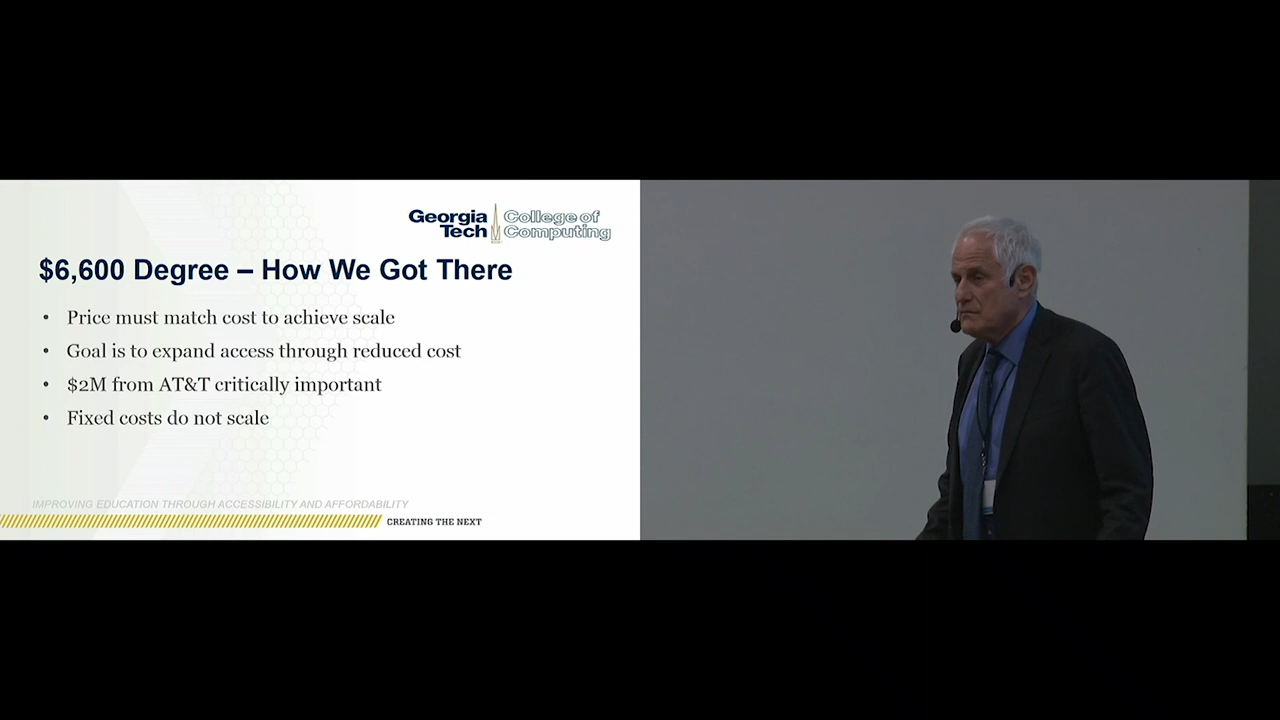 Georgia Tech College of Computing
$6,600 Degree – How We Got There
• Price must match cost to achieve scale
• Goal is to expand access through reduced cost
• $2M from AT&T critically important
• Fixed costs do not scale
IMPROVING EDUCATION THROUGH ACCESSIBILITY AND AFFORDABILITY
CREATING THE NEXT